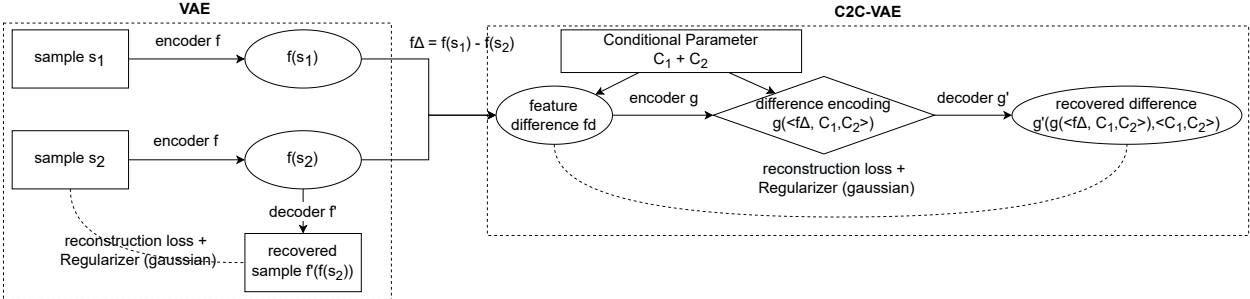 VAE
sample s1
encoder f
f(s1)
sample s2
encoder f
f(s2)
decoder f'
reconstruction loss +
Regularizer (gaussian)
recovered
sample f'(f(s2))
fΔ = f(s1) - f(s2)
C2C-VAE
Conditional Parameter
C1 + C2
feature
difference fd
encoder g
difference encoding
g(<fΔ, C1,C2>)
decoder g'
recovered difference
g'(g(<fΔ, C1,C2>),<C1,C2>)
reconstruction loss +
Regularizer (gaussian)